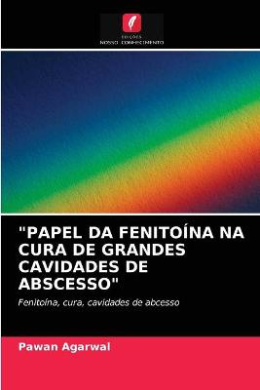 EDIÇÕES
NOSSO CONHECIMENTO
"PAPEL DA FENITOÍNA NA
CURA DE GRANDES
CAVIDADES DE
ABSCESSO"
Fenitoína, cura, cavidades de abcesso
Pawan Agarwal